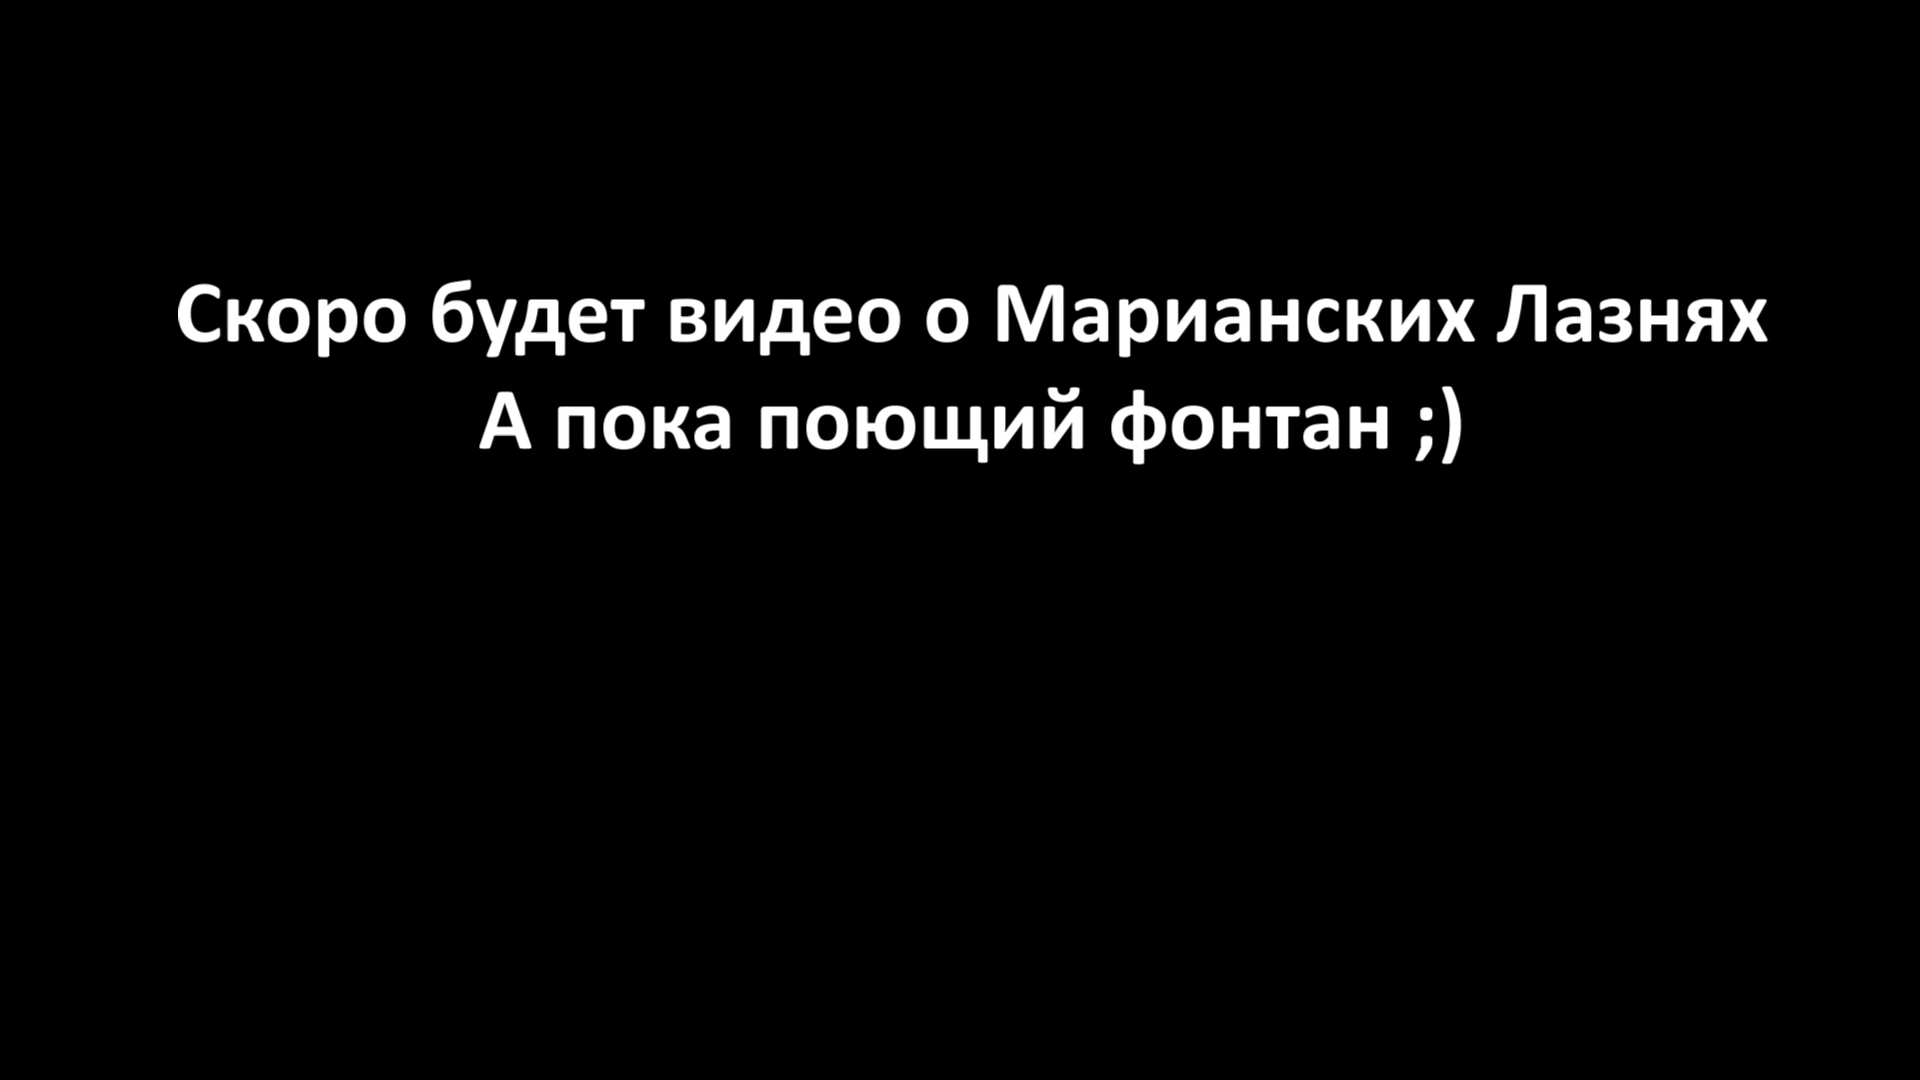 Скоро будет видео о Марианских Лазнях
А пока поющий фонтан ;)